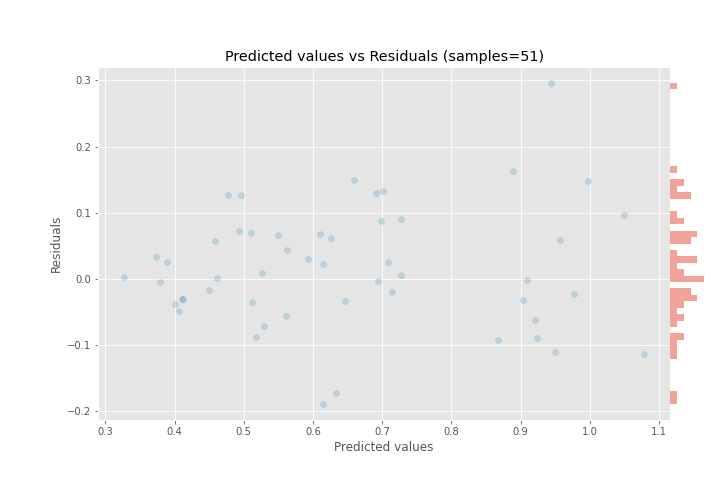 Predicted values vs Residuals (samples=51)
0.3
0.2
0.1
0.0
−0.1
−0.2
Residuals
0.3 0.4 0.5 0.6 0.7 0.8 0.9 1.0 1.1
Predicted values